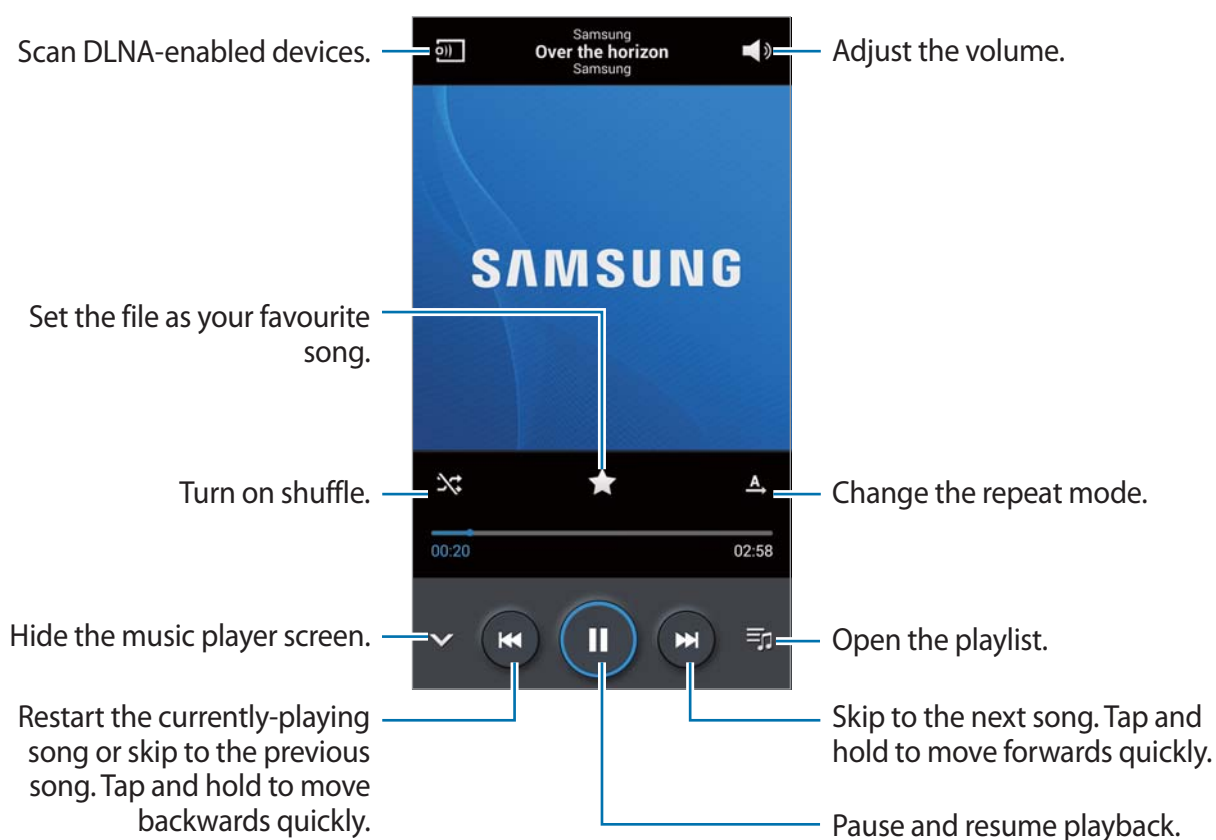 Samsung
Scan DLNA-enabled devices.
Over the horizon
Adjust the volume.
Samsung
SAMSUNG
Set the file as your favourite
song.
Turn on shuffle.
A
Change the repeat mode.
00:20
02:58
Hide the music player screen.
Open the playlist.
Restart the currently-playing
song or skip to the previous
song. Tap and hold to move
backwards quickly.
Skip to the next song. Tap and
hold to move forwards quickly.
Pause and resume playback.